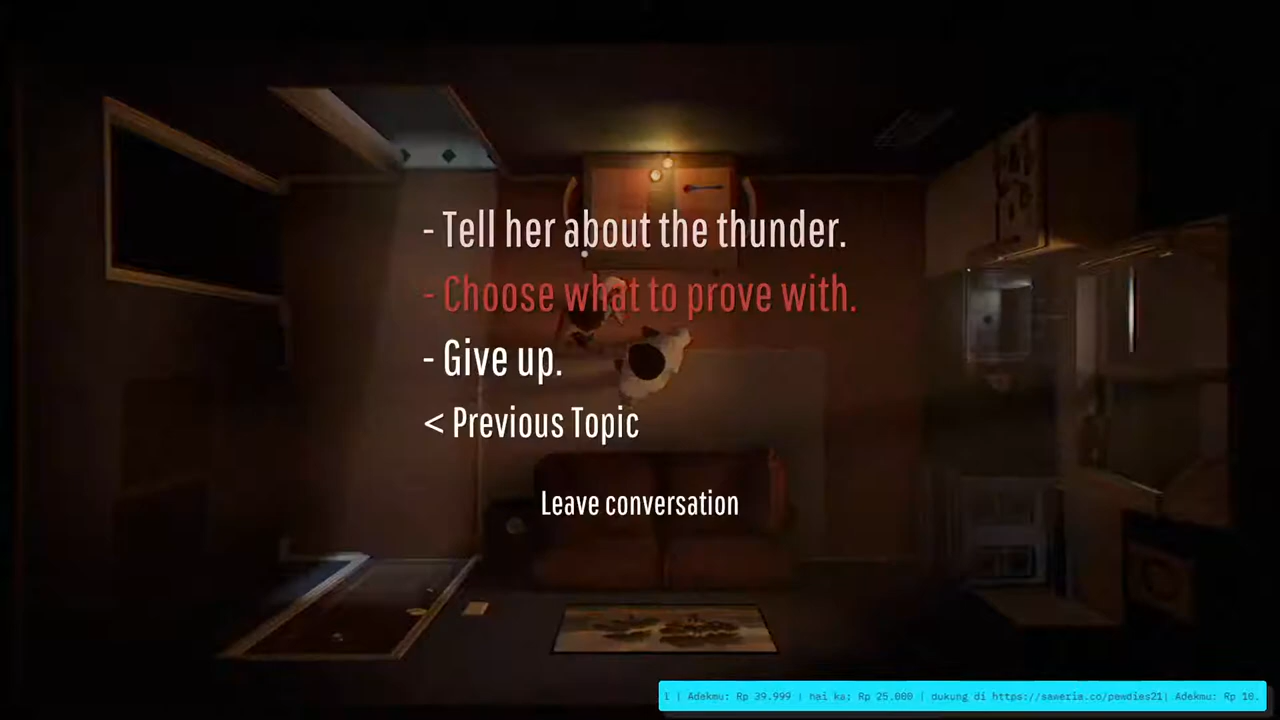 - Tell her about the thunder.
- Choose what to prove with.
- Give up.
< Previous Topic
Leave conversation
| Adekmu: Rp 39.999 | nai ka: Rp 25.000 | dukung di https://saweria.co/pewdies21| Adekmu: Rp 10.